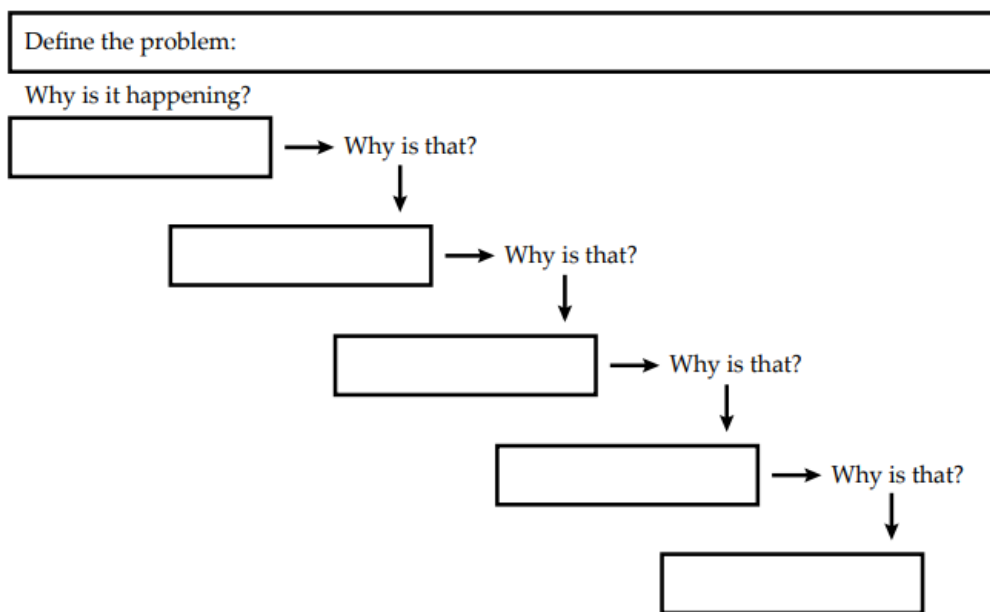 Define the problem:
Why is it happening?
Why is that?
Why is that?
Why is that?
Why is that?